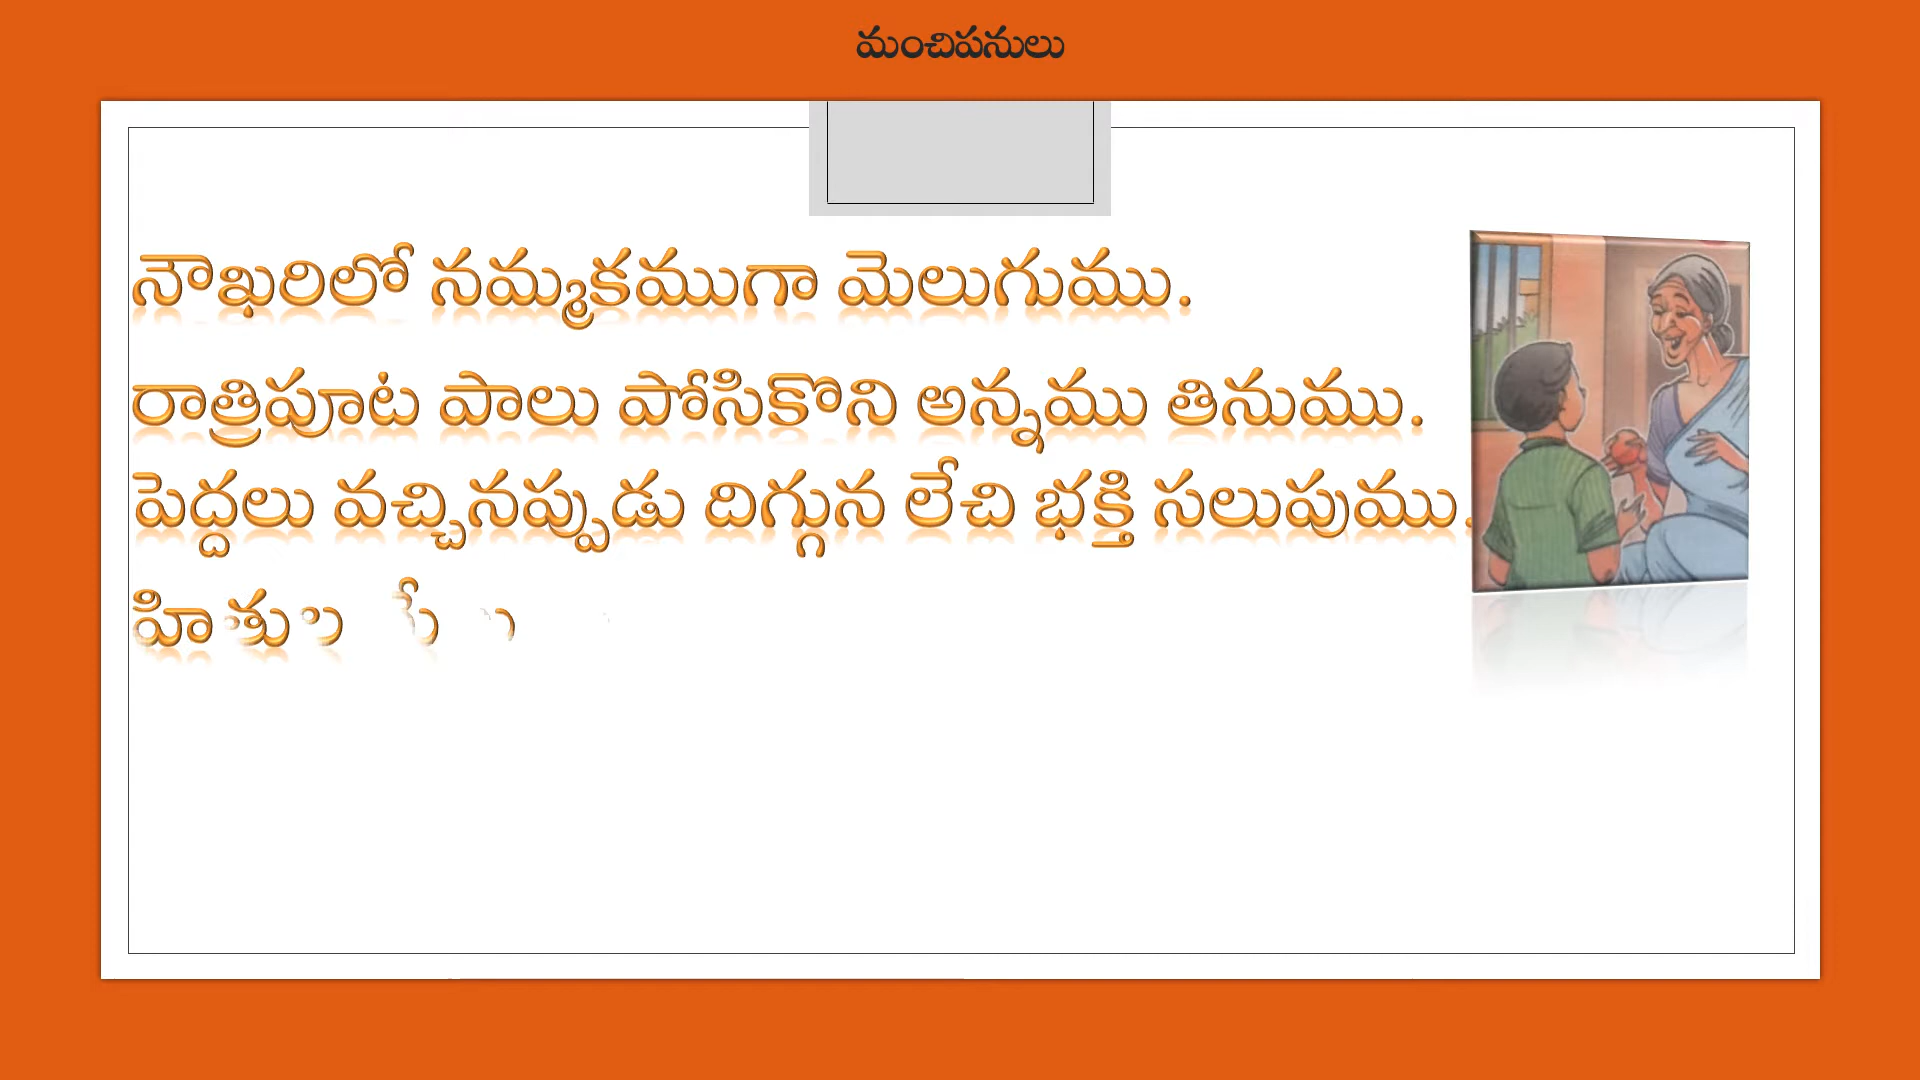 మంచిపనులు
నౌఖరిలో నమ్మకముగా మెలుగుము.
రాత్రిపూట పాలు పోసికొని అన్నము తినుము.
పెద్దలు వచ్చినప్పుడు దిగ్గున లేచి భక్తి సలుపుము.
హితుల